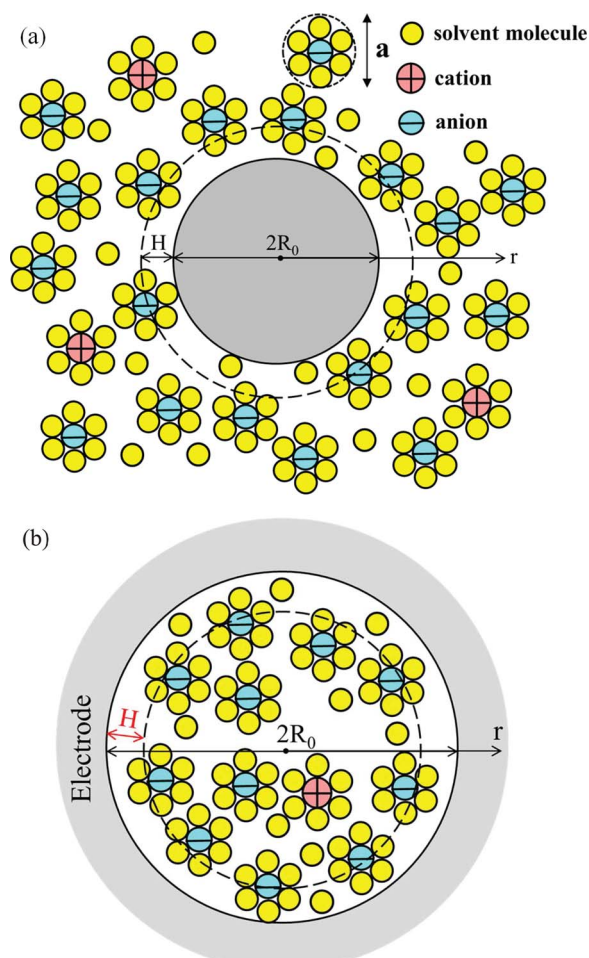 (a)
a
solvent molecule
cation
anion
H
2R₀
r
(b)
Electrode
H
2R₀
r